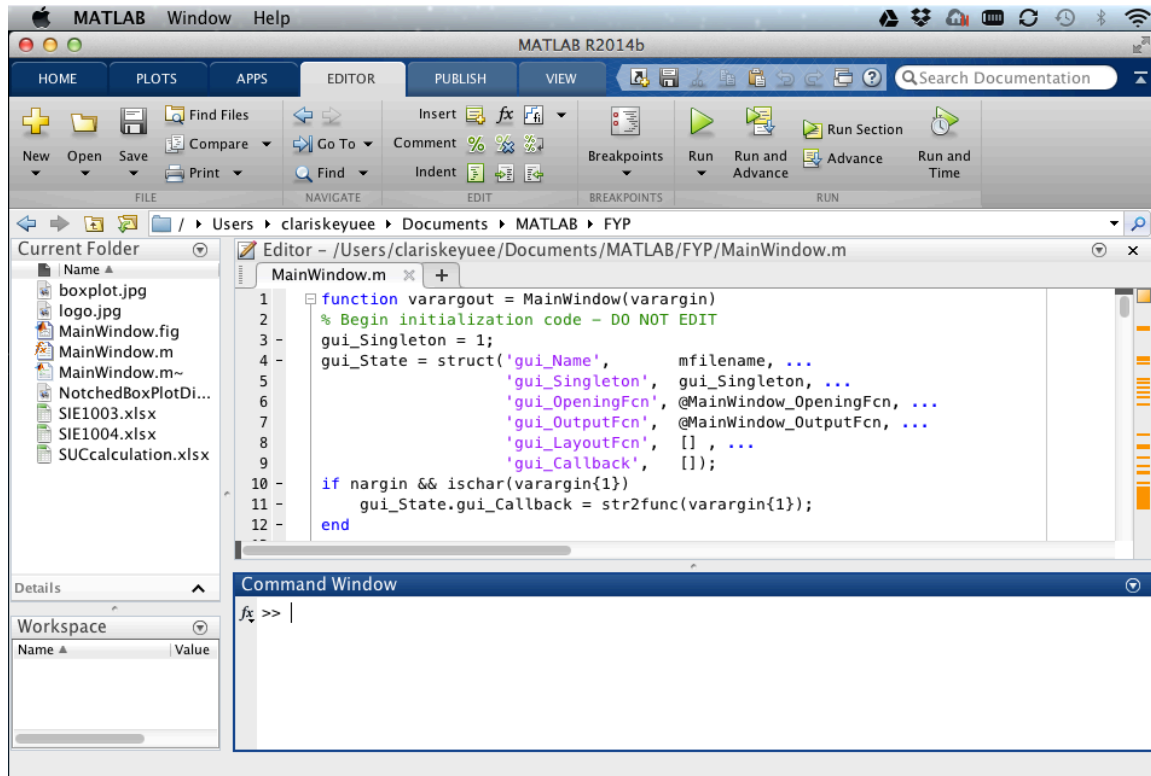 MATLAB Window Help
MATLAB R2014b
HOME PLOTS APPS EDITOR PUBLISH VIEW Search Documentation
New Open Save
Find Files
Compare
Print
FILE
Go To
Find
NAVIGATE
Insert fx
Comment
Indent
EDIT
Breakpoints
BREAKPOINTS
Run
Run and
Advance
Run Section
Advance
Run and
Time
RUN
/ Users clariskeyuee Documents MATLAB FYP
Current Folder
Name
boxplot.jpg
logo.jpg
MainWindow.fig
MainWindow.m
MainWindow.m~
NotchedBoxPlotDi...
SIE1003.xlsx
SIE1004.xlsx
SUCcalculation.xlsx
Details
Workspace
Name Value
Editor – /Users/clariskeyuee/Documents/MATLAB/FYP/MainWindow.m
MainWindow.m × +
1 function varargout = MainWindow(varargin)
2 % Begin initialization code – DO NOT EDIT
3 – gui_Singleton = 1;
4 – gui_State = struct('gui_Name', mfilename, ...
5 'gui_Singleton', gui_Singleton, ...
6 'gui_OpeningFcn', @MainWindow_OpeningFcn, ...
7 'gui_OutputFcn', @MainWindow_OutputFcn, ...
8 'gui_LayoutFcn', [] , ...
9 'gui_Callback', []);
10 – if nargin && ischar(varargin{1})
11 – gui_State.gui_Callback = str2func(varargin{1});
12 – end
Command Window
fx >>